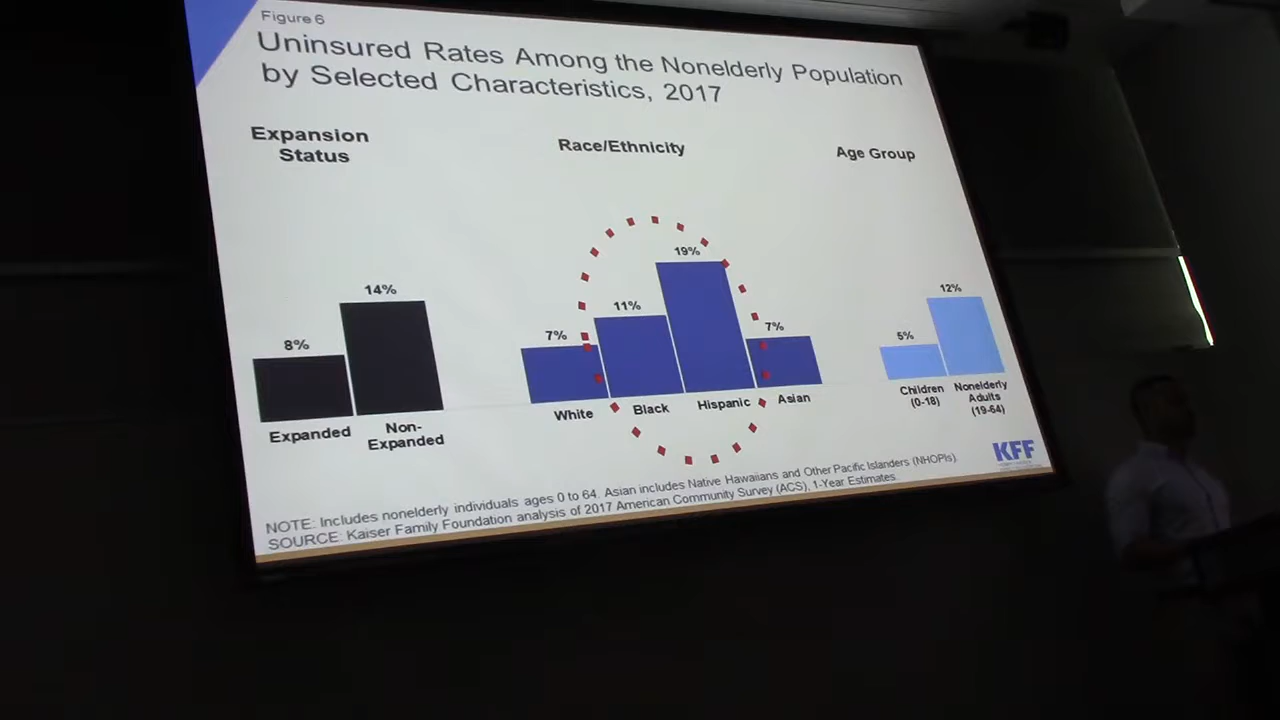 Figure 6
Uninsured Rates Among the Nonelderly Population
by Selected Characteristics, 2017
Expansion
Status
Race/Ethnicity
Age Group
8%
14%
7%
11%
19%
7%
5%
12%
Expanded
Non-
Expanded
White
Black
Hispanic
Asian
Children
(0-18)
Nonelderly
Adults
(19-64)
KFF
NOTE: Includes nonelderly individuals ages 0 to 64. Asian includes Native Hawaiians and Other Pacific Islanders (NHOPIs).
SOURCE: Kaiser Family Foundation analysis of 2017 American Community Survey (ACS), 1-Year Estimates.